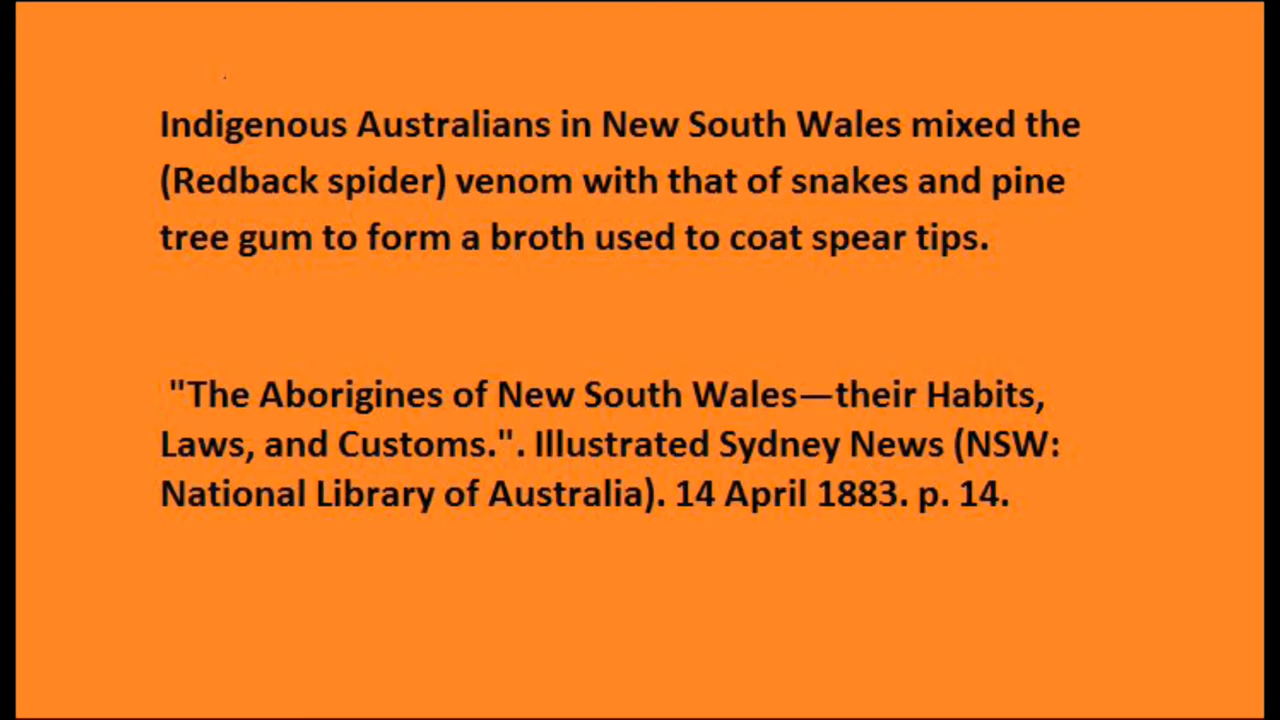 Indigenous Australians in New South Wales mixed the
(Redback spider) venom with that of snakes and pine
tree gum to form a broth used to coat spear tips.
"The Aborigines of New South Wales—their Habits,
Laws, and Customs.". Illustrated Sydney News (NSW:
National Library of Australia). 14 April 1883. p. 14.